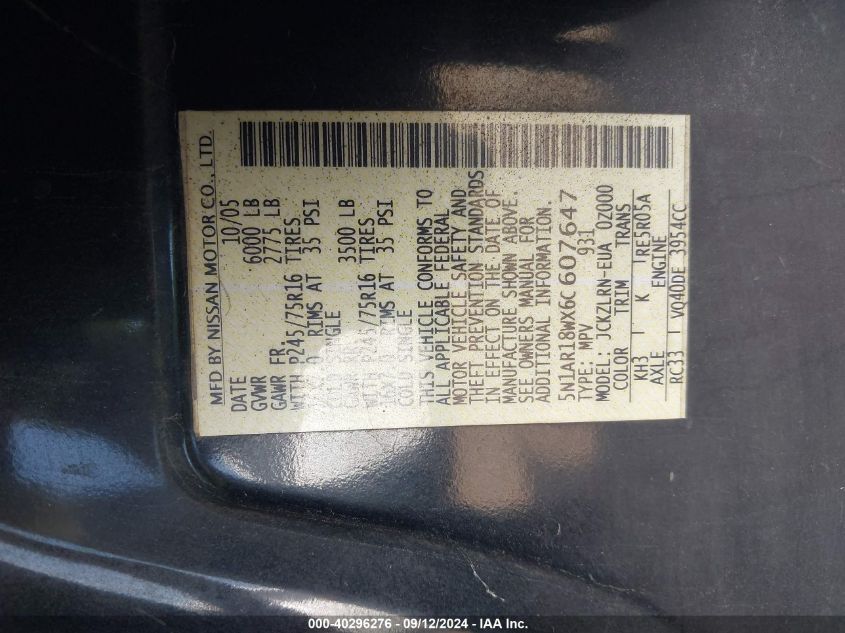 MFD BY NISSAN MOTOR CO., LTD.
DATE 10/05
GVWR 6000 LB
GAWR FR. 2775 LB
WITH P245/75R16 TIRES
RIMS AT 35 PSI
SINGLE
3500 LB
WITH P245/75R16 TIRES
16X7 RIMS AT 35 PSI
COLD SINGLE
THIS VEHICLE CONFORMS TO
ALL APPLICABLE FEDERAL
MOTOR VEHICLE SAFETY AND
THEFT PREVENTION STANDARDS
IN EFFECT ON THE DATE OF
MANUFACTURE SHOWN ABOVE.
SEE OWNERS MANUAL FOR
ADDITIONAL INFORMATION.
5N1AR18WX6C607647
TYPE: MPV 931
MODEL: JCKZLRN-EUA 0Z000
COLOR TRIM TRANS
KH3 K RE5R05A
AXLE ENGINE
RC33 VQ40DE 3954CC
000-40296276 - 09/12/2024 - IAA Inc.